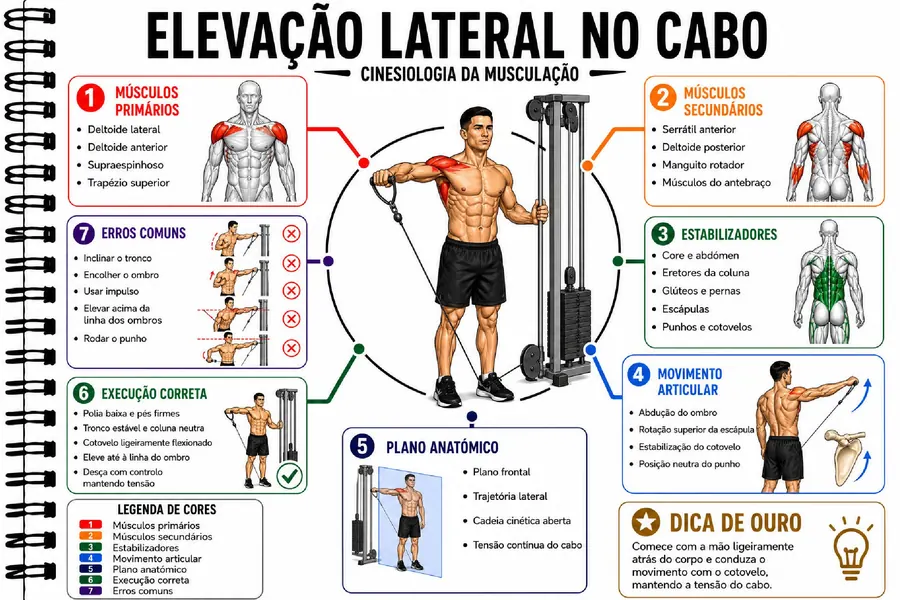 ELEVAÇÃO LATERAL NO CABO
CINESIOLOGIA DA MUSCULAÇÃO
1 MÚSCULOS
PRIMÁRIOS
• Deltoide lateral
• Deltoide anterior
• Supraespinhoso
• Trapézio superior
2 MÚSCULOS
SECUNDÁRIOS
• Serrátil anterior
• Deltoide posterior
• Manguito rotador
• Músculos do antebraço
7 ERROS COMUNS
• Inclinar o tronco
• Encolher o ombro
• Usar impulso
• Elevar acima da
linha dos ombros
• Rodar o punho
3 ESTABILIZADORES
• Core e abdómen
• Eretores da coluna
• Glúteos e pernas
• Escápulas
• Punhos e cotovelos
6 EXECUÇÃO CORRETA
• Polia baixa e pés firmes
• Tronco estável e coluna neutra
• Cotovelo ligeiramente flexionado
• Eleve até à linha do ombro
• Desça com controlo
mantendo tensão
4 MOVIMENTO
ARTICULAR
• Abdução do ombro
• Rotação superior da escápula
• Estabilização do cotovelo
• Posição neutra do punho
5 PLANO ANATÓMICO
• Plano frontal
• Trajetória lateral
• Cadeia cinética aberta
• Tensão contínua do cabo
LEGENDA DE CORES
1 Músculos primários
2 Músculos secundários
3 Estabilizadores
4 Movimento articular
5 Plano anatómico
6 Execução correta
7 Erros comuns
DICA DE OURO
Comece com a mão ligeiramente
atrás do corpo e conduza o
movimento com o cotovelo,
mantendo a tensão do cabo.